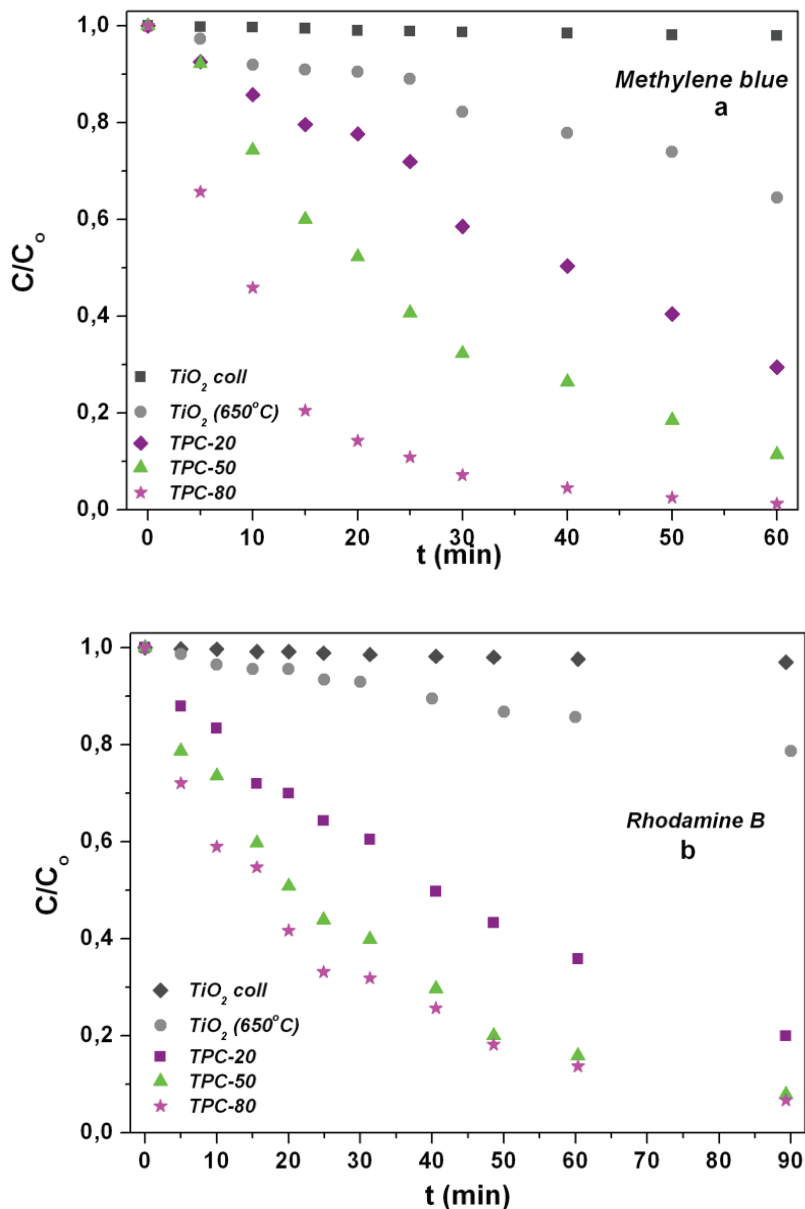 1,0
0,8
0,6
0,4
0,2
0,0
C/C₀
Methylene blue
a
TiO₂ coll
TiO₂ (650°C)
TPC-20
TPC-50
TPC-80
0 10 20 30 40 50 60
t (min)
1,0
0,8
0,6
0,4
0,2
0,0
C/C₀
Rhodamine B
b
TiO₂ coll
TiO₂ (650°C)
TPC-20
TPC-50
TPC-80
0 10 20 30 40 50 60 70 80 90
t (min)